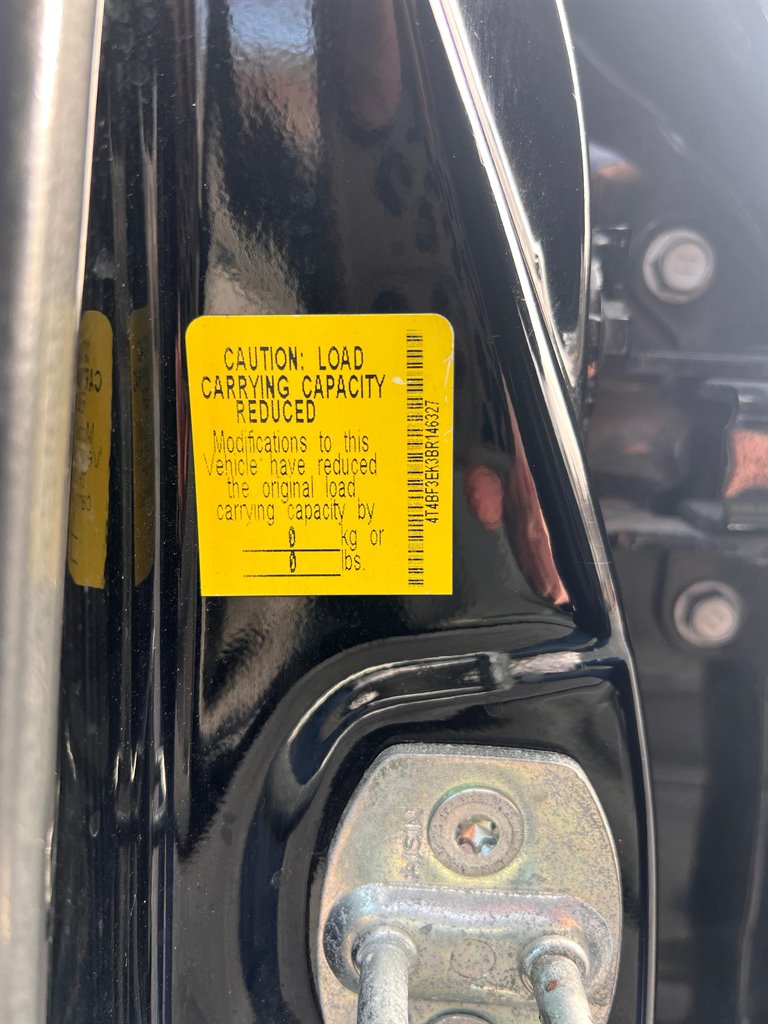 CAUTION: LOAD
CARRYING CAPACITY
REDUCED
Modifications to this
Vehicle have reduced
the original load
carrying capacity by
0 kg or
0 lbs.
4T4BF3EK3BR146327